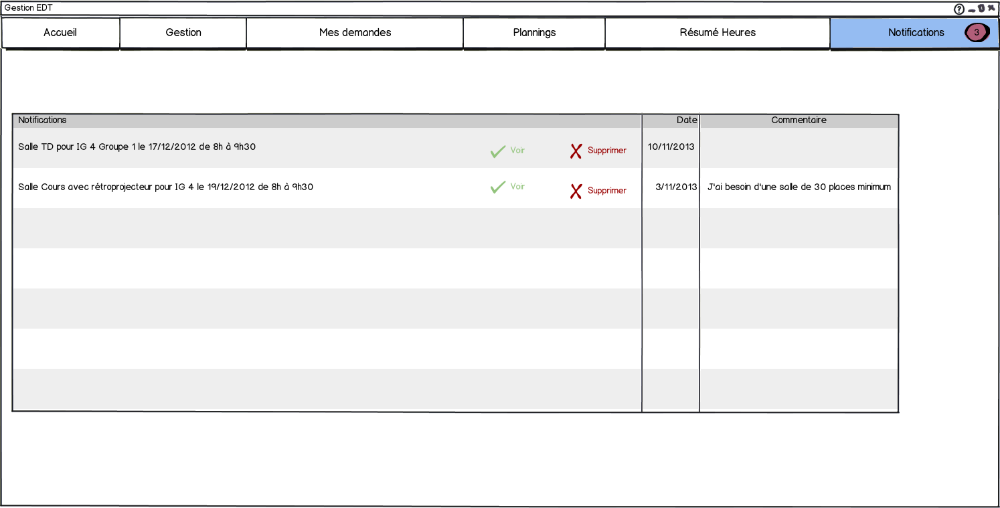 Gestion EDT
Accueil Gestion Mes demandes Plannings Résumé Heures Notifications 3
Notifications Date Commentaire
Salle TD pour IG 4 Groupe 1 le 17/12/2012 de 8h à 9h30 Voir Supprimer 10/11/2013
Salle Cours avec rétroprojecteur pour IG 4 le 19/12/2012 de 8h à 9h30 Voir Supprimer 3/11/2013 J'ai besoin d'une salle de 30 places minimum